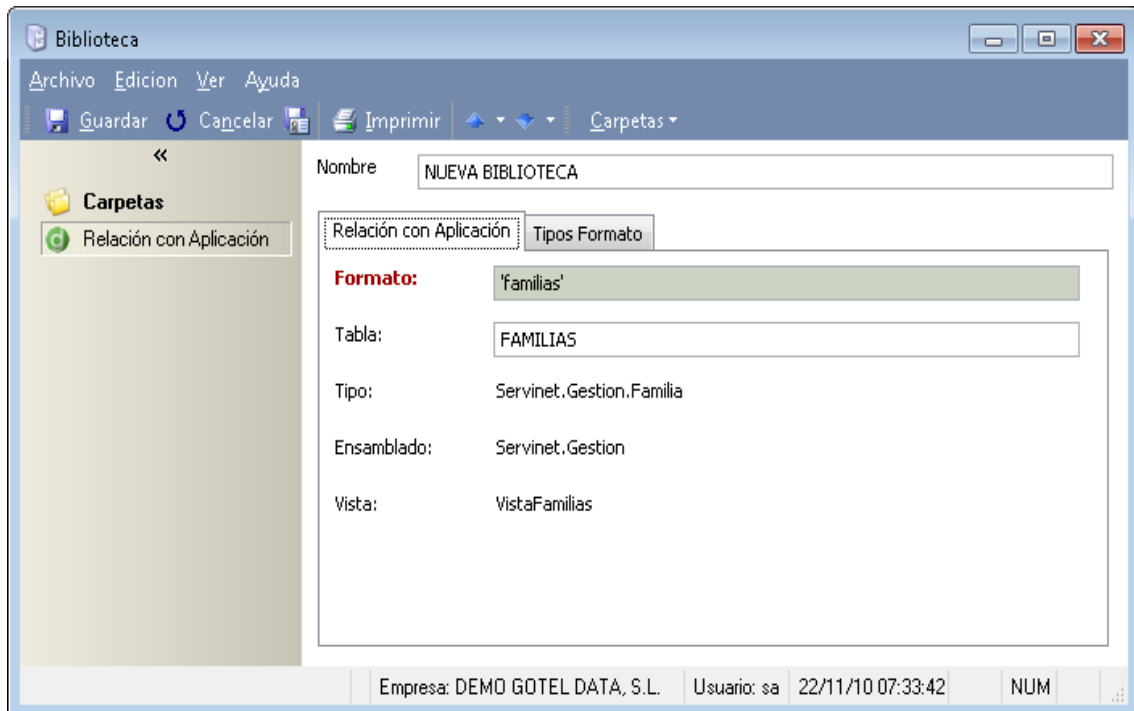 Biblioteca
Archivo Edicion Ver Ayuda
Guardar Cancelar Imprimir Carpetas
«
Carpetas
Relación con Aplicación
Nombre NUEVA BIBLIOTECA
Relación con Aplicación Tipos Formato
Formato: 'familias'
Tabla: FAMILIAS
Tipo: Servinet.Gestion.Familia
Ensamblado: Servinet.Gestion
Vista: VistaFamilias
Empresa: DEMO GOTEL DATA, S.L. Usuario: sa 22/11/10 07:33:42 NUM